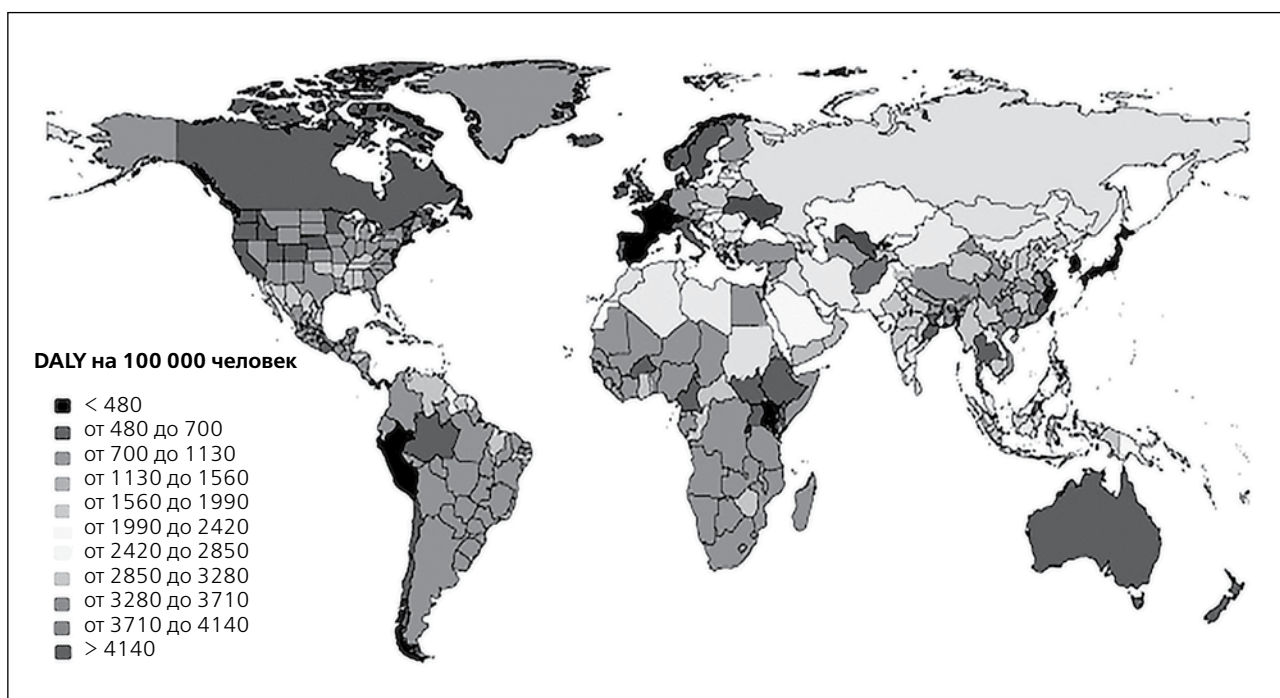 DALY на 100 000 человек
< 480
от 480 до 700
от 700 до 1130
от 1130 до 1560
от 1560 до 1990
от 1990 до 2420
от 2420 до 2850
от 2850 до 3280
от 3280 до 3710
от 3710 до 4140
> 4140